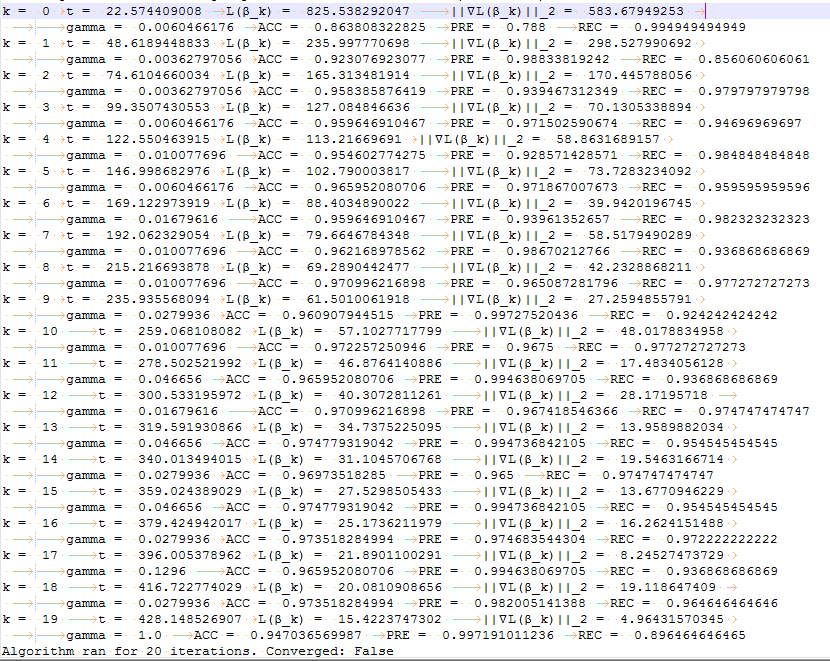 k = 0 t = 22.574409008 L(β_k) = 825.538292047 ||∇L(β_k)||_2 = 583.67949253
gamma = 0.0060466176 ACC = 0.863808322825 PRE = 0.788 REC = 0.994949494949
k = 1 t = 48.6189448833 L(β_k) = 235.997770698 ||∇L(β_k)||_2 = 298.527990692
gamma = 0.00362797056 ACC = 0.923076923077 PRE = 0.98833819242 REC = 0.856060606061
k = 2 t = 74.6104660034 L(β_k) = 165.313481914 ||∇L(β_k)||_2 = 170.445788056
gamma = 0.00362797056 ACC = 0.958385876419 PRE = 0.939467312349 REC = 0.979797979798
k = 3 t = 99.3507430553 L(β_k) = 127.084846636 ||∇L(β_k)||_2 = 70.1305338894
gamma = 0.0060466176 ACC = 0.959646910467 PRE = 0.971502590674 REC = 0.94696969697
k = 4 t = 122.550463915 L(β_k) = 113.21669691 ||∇L(β_k)||_2 = 58.8631689157
gamma = 0.010077696 ACC = 0.954602774275 PRE = 0.928571428571 REC = 0.984848484848
k = 5 t = 146.998682976 L(β_k) = 102.790003817 ||∇L(β_k)||_2 = 73.7283234092
gamma = 0.0060466176 ACC = 0.965952080706 PRE = 0.971867007673 REC = 0.959595959596
k = 6 t = 169.122973919 L(β_k) = 88.4034890022 ||∇L(β_k)||_2 = 39.9420196745
gamma = 0.01679616 ACC = 0.959646910467 PRE = 0.93961352657 REC = 0.982323232323
k = 7 t = 192.062329054 L(β_k) = 79.6646784348 ||∇L(β_k)||_2 = 58.5179490289
gamma = 0.010077696 ACC = 0.962168978562 PRE = 0.98670212766 REC = 0.936868686869
k = 8 t = 215.216693878 L(β_k) = 69.2890442477 ||∇L(β_k)||_2 = 42.2328868211
gamma = 0.010077696 ACC = 0.970996216898 PRE = 0.965087281796 REC = 0.977272727273
k = 9 t = 235.935568094 L(β_k) = 61.5010061918 ||∇L(β_k)||_2 = 27.2594855791
gamma = 0.0279936 ACC = 0.960907944515 PRE = 0.99727520436 REC = 0.924242424242
k = 10 t = 259.068108082 L(β_k) = 57.1027717799 ||∇L(β_k)||_2 = 48.0178834958
gamma = 0.010077696 ACC = 0.972257250946 PRE = 0.9675 REC = 0.977272727273
k = 11 t = 278.502521992 L(β_k) = 46.8764140886 ||∇L(β_k)||_2 = 17.4834056128
gamma = 0.046656 ACC = 0.965952080706 PRE = 0.994638069705 REC = 0.936868686869
k = 12 t = 300.533195972 L(β_k) = 40.3072811261 ||∇L(β_k)||_2 = 28.17195718
gamma = 0.01679616 ACC = 0.970996216898 PRE = 0.967418546366 REC = 0.974747474747
k = 13 t = 319.591930866 L(β_k) = 34.7375225095 ||∇L(β_k)||_2 = 13.9589882034
gamma = 0.046656 ACC = 0.974779319042 PRE = 0.994736842105 REC = 0.954545454545
k = 14 t = 340.013494015 L(β_k) = 31.1045706768 ||∇L(β_k)||_2 = 19.5463166714
gamma = 0.0279936 ACC = 0.96973518285 PRE = 0.965 REC = 0.974747474747
k = 15 t = 359.024389029 L(β_k) = 27.5298505433 ||∇L(β_k)||_2 = 13.6770946229
gamma = 0.046656 ACC = 0.974779319042 PRE = 0.994736842105 REC = 0.954545454545
k = 16 t = 379.424942017 L(β_k) = 25.1736211979 ||∇L(β_k)||_2 = 16.2624151488
gamma = 0.0279936 ACC = 0.973518284994 PRE = 0.974683544304 REC = 0.972222222222
k = 17 t = 396.005378962 L(β_k) = 21.8901100291 ||∇L(β_k)||_2 = 8.24527473729
gamma = 0.1296 ACC = 0.965952080706 PRE = 0.994638069705 REC = 0.936868686869
k = 18 t = 416.722774029 L(β_k) = 20.0810908656 ||∇L(β_k)||_2 = 19.118647409
gamma = 0.0279936 ACC = 0.973518284994 PRE = 0.982005141388 REC = 0.964646464646
k = 19 t = 428.148526907 L(β_k) = 15.4223747302 ||∇L(β_k)||_2 = 4.96431570345
gamma = 1.0 ACC = 0.947036569987 PRE = 0.997191011236 REC = 0.896464646465
Algorithm ran for 20 iterations. Converged: False